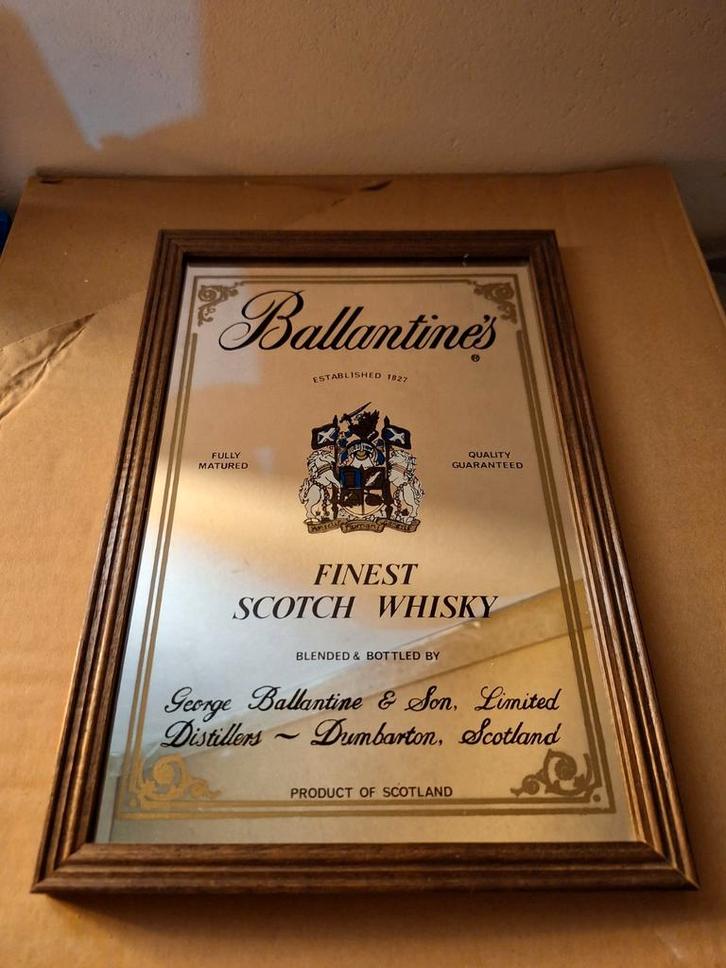 Ballantine's
®
ESTABLISHED 1827
FULLY
MATURED
QUALITY
GUARANTEED
FINEST
SCOTCH WHISKY
BLENDED & BOTTLED BY
George Ballantine & Son, Limited
Distillers ~ Dumbarton, Scotland
PRODUCT OF SCOTLAND